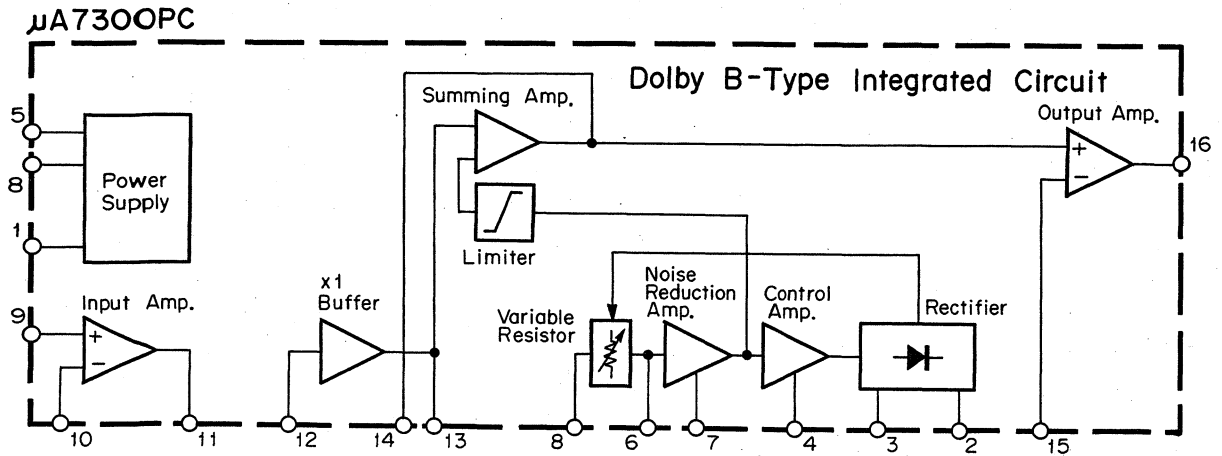 μA7300PC
Dolby B-Type Integrated Circuit
Summing Amp.
Output Amp.
5
8
1
9
Power
Supply
16
+
−
Limiter
Input Amp.
+
−
x1
Buffer
Variable
Resistor
Noise
Reduction
Amp.
Control
Amp.
Rectifier
10
11
12
14
13
8
6
7
4
3
2
15